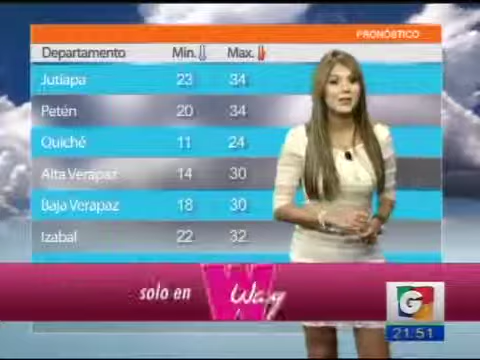 PRONÓSTICO
Departamento Min. Max.
Jutiapa 23 34
Petén 20 34
Quiché 11 24
Alta Verapaz 14 30
Baja Verapaz 18 30
Izabal 22 32
solo en Way
G
21:51